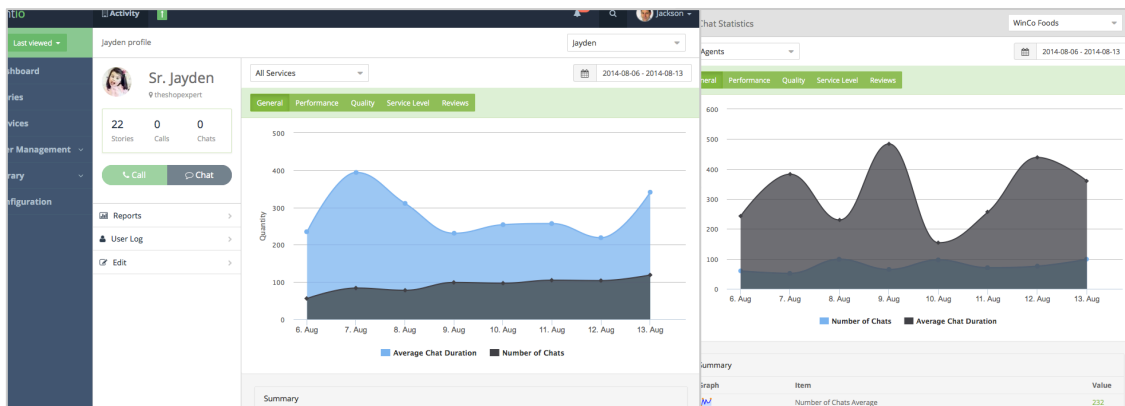 ntio
Activity
Jackson
Last viewed
Jayden profile
Jayden
shboard
ries
vices
er Management
rary
nfiguration
Sr. Jayden
theshopexpert
22 0 0
Stories Calls Chats
Call Chat
Reports
User Log
Edit
All Services
2014-08-06 - 2014-08-13
General Performance Quality Service Level Reviews
500
400
300
200
100
0
Quantity
6. Aug 7. Aug 8. Aug 9. Aug 10. Aug 11. Aug 12. Aug 13. Aug
Average Chat Duration Number of Chats
Summary
Chat Statistics
WinCo Foods
Agents
2014-08-06 - 2014-08-13
neral Performance Quality Service Level Reviews
600
500
400
300
200
100
0
6. Aug 7. Aug 8. Aug 9. Aug 10. Aug 11. Aug 12. Aug 13. Aug
Number of Chats Average Chat Duration
ummary
Graph Item Value
Number of Chats Average 232